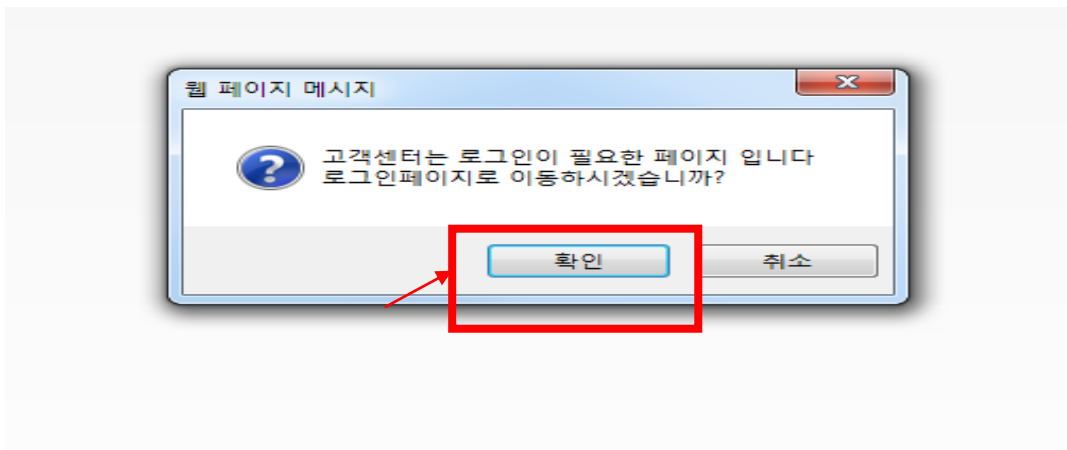 웹 페이지 메시지
고객센터는 로그인이 필요한 페이지 입니다
로그인페이지로 이동하시겠습니까?
확인 취소